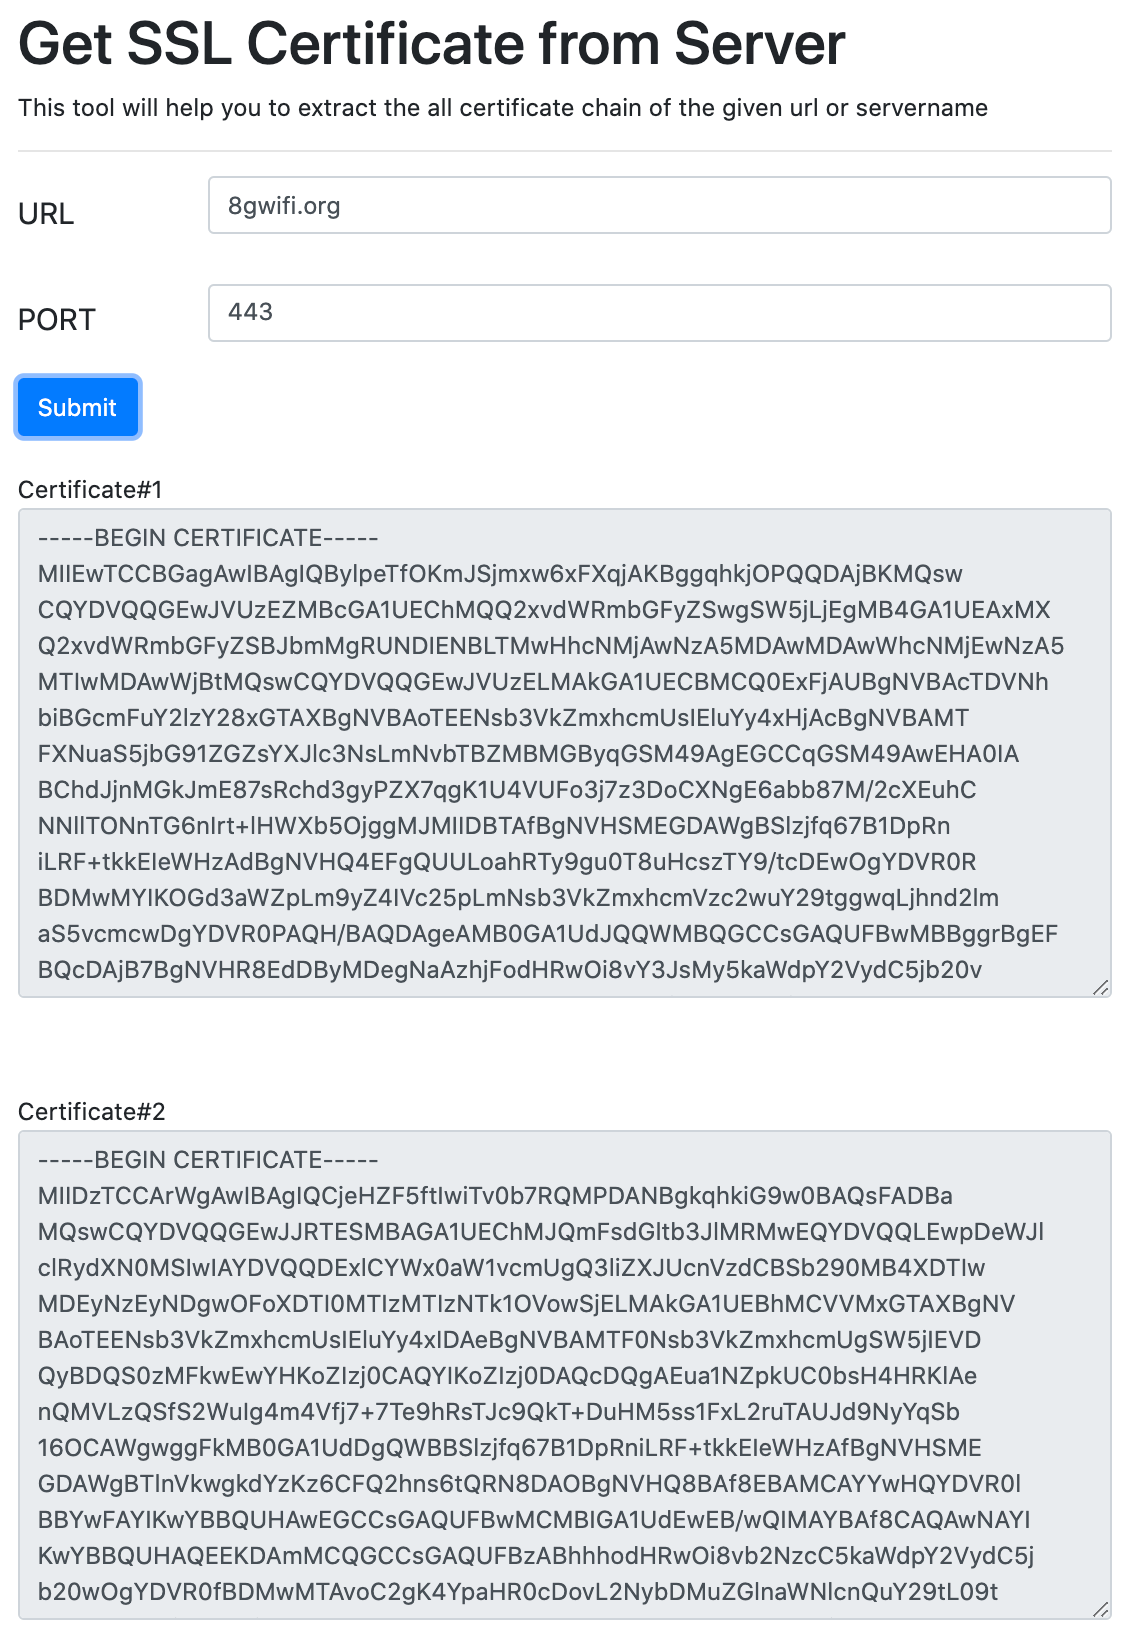 Get SSL Certificate from Server
This tool will help you to extract the all certificate chain of the given url or servername
URL
8gwifi.org
PORT
443
Submit
Certificate#1
-----BEGIN CERTIFICATE-----
MIIEwTCCBGagAwIBAgIQBylpeTfOKmJSjmxw6xFXqjAKBggqhkjOPQQDAjBKMQsw
CQYDVQQGEwJVUzEZMBcGA1UEChMQQ2xvdWRmbGFyZSwgSW5jLjEgMB4GA1UEAxMX
Q2xvdWRmbGFyZSBJbmMgRUNDIENBLTMwHhcNMjAwNzA5MDAwMDAwWhcNMjEwNzA5
MTIwMDAwWjBtMQswCQYDVQQGEwJVUzELMAkGA1UECBMCQ0ExFjAUBgNVBAcTDVNh
biBGcmFuY2lzY28xGTAXBgNVBAoTEENsb3VkZmxhcmUsIEluYy4xHjAcBgNVBAMT
FXNuaS5jbG91ZGZsYXJlc3NsLmNvbTBZMBMGByqGSM49AgEGCCqGSM49AwEHA0IA
BChdJjnMGkJmE87sRchd3gyPZX7qgK1U4VUFo3j7z3DoCXNgE6abb87M/2cXEuhC
NNllTONnTG6nIrt+lHWXb5OjggMJMIIDBTAfBgNVHSMEGDAWgBSlzjfq67B1DpRn
iLRF+tkkEIeWHzAdBgNVHQ4EFgQUULoahRTy9gu0T8uHcszTY9/tcDEwOgYDVR0R
BDMwMYIKOGd3aWZpLm9yZ4IVc25pLmNsb3VkZmxhcmVzc2wuY29tggwqLjhnd2lm
aS5vcmcwDgYDVR0PAQH/BAQDAgeAMB0GA1UdJQQWMBQGCCsGAQUFBwMBBggrBgEF
BQcDAjB7BgNVHR8EdDByMDegNaAzhjFodHRwOi8vY3JsMy5kaWdpY2VydC5jb20v
Certificate#2
-----BEGIN CERTIFICATE-----
MIIDzTCCArWgAwIBAgIQCjeHZF5ftIwiTv0b7RQMPDANBgkqhkiG9w0BAQsFADBa
MQswCQYDVQQGEwJJRTESMBAGA1UEChMJQmFsdGltb3JlMRMwEQYDVQQLEwpDeWJl
clRydXN0MSIwIAYDVQQDExlCYWx0aW1vcmUgQ3liZXJUcnVzdCBSb290MB4XDTIw
MDEyNzEyNDgwOFoXDTI0MTIzMTIzNTk1OVowSjELMAkGA1UEBhMCVVMxGTAXBgNV
BAoTEENsb3VkZmxhcmUsIEluYy4xIDAeBgNVBAMTF0Nsb3VkZmxhcmUgSW5jIEVD
QyBDQS0zMFkwEwYHKoZIzj0CAQYIKoZIzj0DAQcDQgAEua1NZpkUC0bsH4HRKlAe
nQMVLzQSfS2WuIg4m4Vfj7+7Te9hRsTJc9QkT+DuHM5ss1FxL2ruTAUJd9NyYqSb
16OCAWgwggFkMB0GA1UdDgQWBBSlzjfq67B1DpRniLRF+tkkEIeWHzAfBgNVHSME
GDAWgBTlnVkwgkdYzKz6CFQ2hns6tQRN8DAOBgNVHQ8BAf8EBAMCAYYwHQYDVR0l
BBYwFAYIKwYBBQUHAwEGCCsGAQUFBwMCMBIGA1UdEwEB/wQIMAYBAf8CAQAwNAYI
KwYBBQUHAQEEKDAmMCQGCCsGAQUFBzABhhhodHRwOi8vb2NzcC5kaWdpY2VydC5j
b20wOgYDVR0fBDMwMTAvoC2gK4YpaHR0cDovL2NybDMuZGlnaWNlcnQuY29tL09t